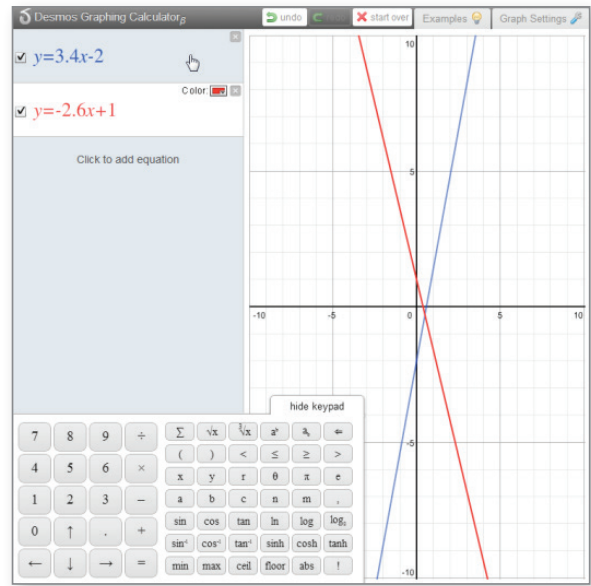 Desmos Graphing Calculatorβ
undo
× start over
Examples
Graph Settings
y=3.4x-2
Color:
y=-2.6x+1
Click to add equation
10
5
-10 -5 0 5 10
-5
-10
hide keypad
7 8 9 ÷
4 5 6 ×
1 2 3 −
0 ↑ . +
← ↓ → =
Σ √x ∛x aᵇ ⇐
( ) < ≤ ≥ >
x y r θ π e
a b c n m ,
sin cos tan ln log
sin⁻¹ cos⁻¹ tan⁻¹ sinh cosh tanh
min max ceil floor abs !